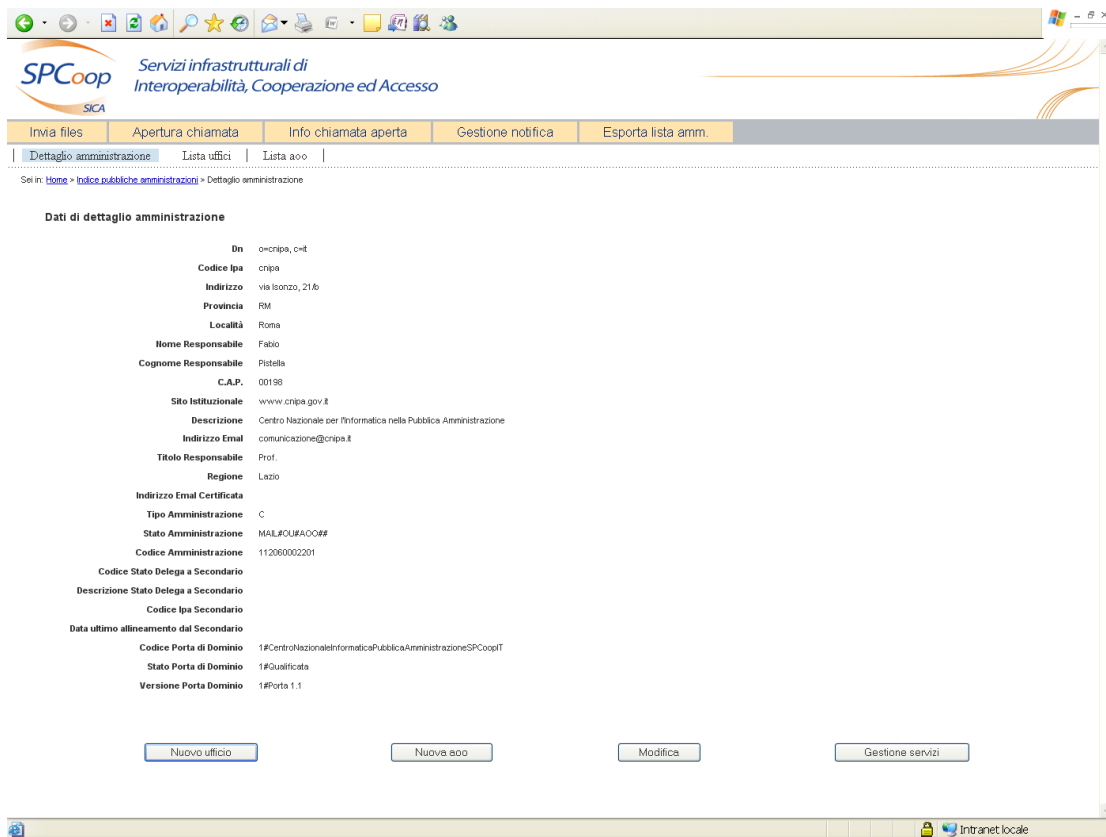 SPCoop
SICA
Servizi infrastrutturali di
Interoperabilità, Cooperazione ed Accesso
Invia files Apertura chiamata Info chiamata aperta Gestione notifica Esporta lista amm.
| Dettaglio amministrazione Lista uffici | Lista aoo |
Sei in: Home » Indice pubbliche amministrazioni » Dettaglio amministrazione
Dati di dettaglio amministrazione
Dn o=cnipa, c=it
Codice Ipa cnipa
Indirizzo via Isonzo, 21/b
Provincia RM
Località Roma
Nome Responsabile Fabio
Cognome Responsabile Pistella
C.A.P. 00198
Sito Istituzionale www.cnipa.gov.it
Descrizione Centro Nazionale per l'Informatica nella Pubblica Amministrazione
Indirizzo Emal comunicazione@cnipa.it
Titolo Responsabile Prof.
Regione Lazio
Indirizzo Emal Certificata
Tipo Amministrazione C
Stato Amministrazione MAIL#OU#AOO##
Codice Amministrazione 112060002201
Codice Stato Delega a Secondario
Descrizione Stato Delega a Secondario
Codice Ipa Secondario
Data ultimo allineamento dal Secondario
Codice Porta di Dominio 1#CentroNazionaleInformaticaPubblicaAmministrazioneSPCoopIT
Stato Porta di Dominio 1#Qualificata
Versione Porta Dominio 1#Porta 1.1
Nuovo ufficio Nuova aoo Modifica Gestione servizi
Intranet locale